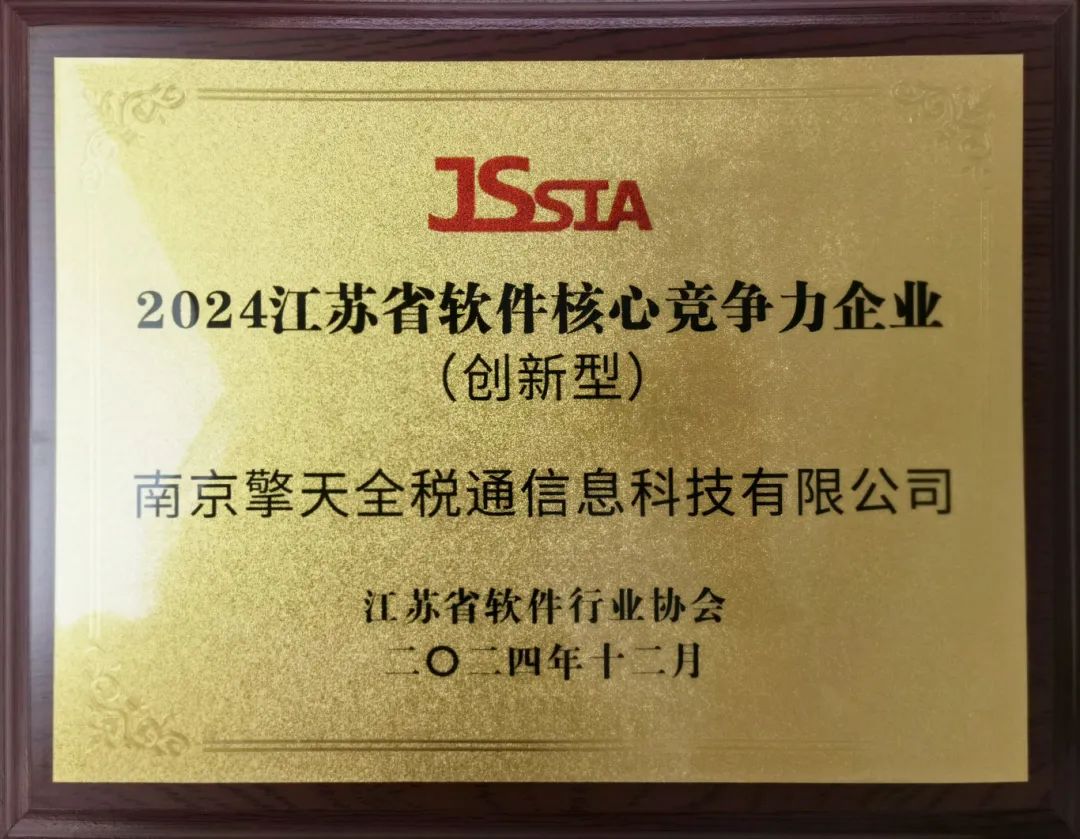 JSSIA
2024江苏省软件核心竞争力企业
（创新型）
南京擎天全税通信息科技有限公司
江苏省软件行业协会
二〇二四年十二月